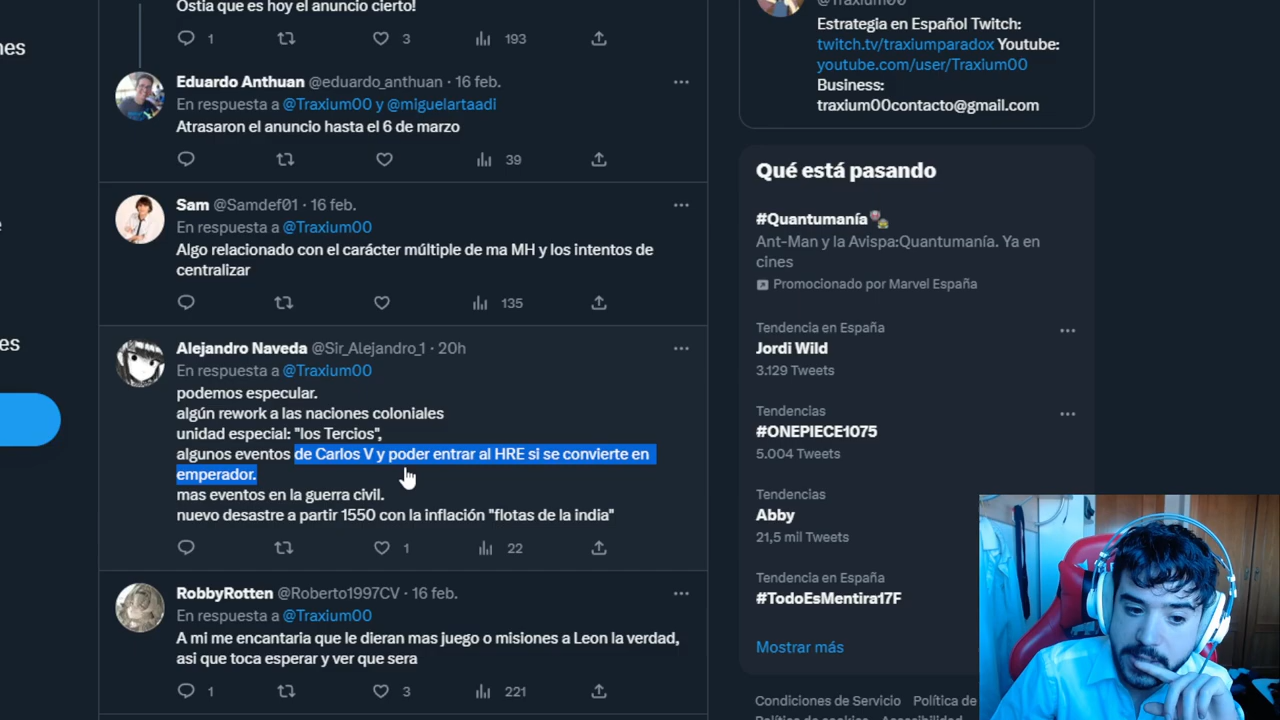 Ostia que es hoy el anuncio cierto!
1
3
193
Eduardo Anthuan @eduardo_anthuan · 16 feb.
En respuesta a @Traxium00 y @miguelartaadi
Atrasaron el anuncio hasta el 6 de marzo
39
Sam @Samdef01 · 16 feb.
En respuesta a @Traxium00
Algo relacionado con el carácter múltiple de ma MH y los intentos de
centralizar
135
Alejandro Naveda @Sir_Alejandro_1 · 20h
En respuesta a @Traxium00
podemos especular.
algún rework a las naciones coloniales
unidad especial: "los Tercios",
algunos eventos de Carlos V y poder entrar al HRE si se convierte en
emperador.
mas eventos en la guerra civil.
nuevo desastre a partir 1550 con la inflación "flotas de la india"
1
22
RobbyRotten @Roberto1997CV · 16 feb.
En respuesta a @Traxium00
A mi me encantaria que le dieran mas juego o misiones a Leon la verdad,
asi que toca esperar y ver que sera
1
3
221
nes
es
@Traxium00
Estrategia en Español Twitch:
twitch.tv/traxiumparadox Youtube:
youtube.com/user/Traxium00
Business:
traxium00contacto@gmail.com
Qué está pasando
#Quantumanía
Ant-Man y la Avispa:Quantumanía. Ya en
cines
Promocionado por Marvel España
Tendencia en España
Jordi Wild
3.129 Tweets
Tendencias
#ONEPIECE1075
5.004 Tweets
Tendencias
Abby
21,5 mil Tweets
Tendencia en España
#TodoEsMentira17F
Mostrar más
Condiciones de Servicio Política de